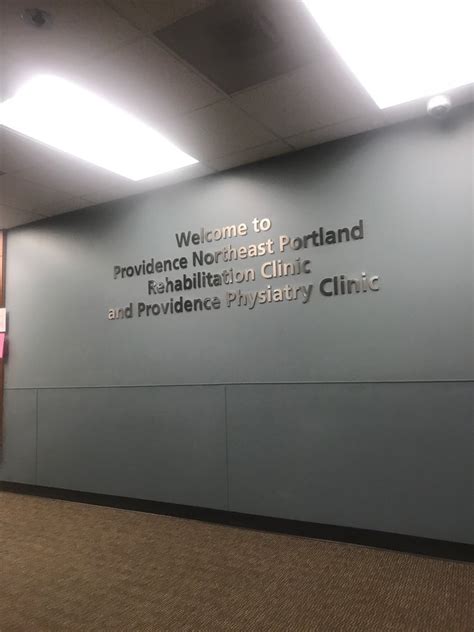 Welcome to
Providence Northeast Portland
Rehabilitation Clinic
and Providence Physiatry Clinic